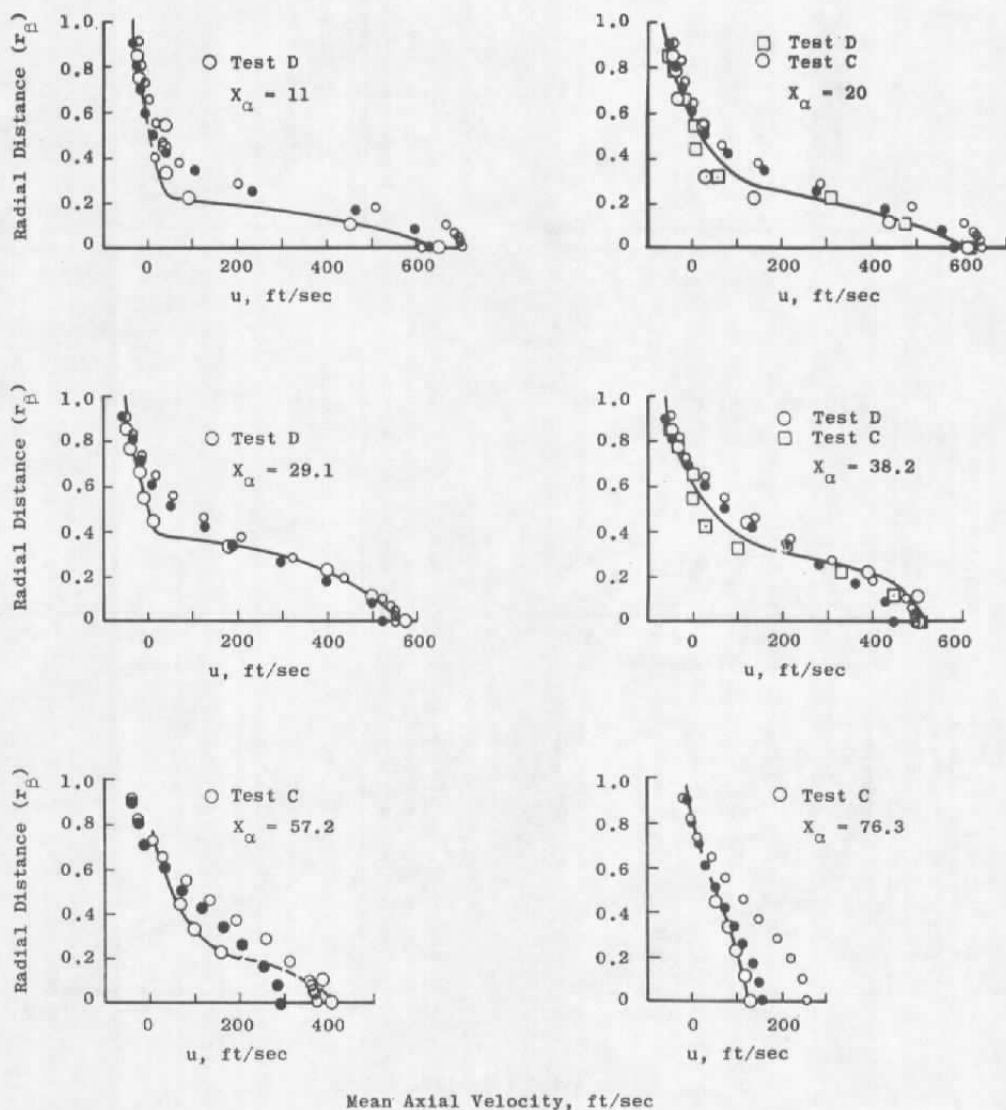 Radial Distance (rβ)
1.0
0.8
0.6
0.4
0.2
0
○ Test D
Xα = 11
0
200
400
600
u, ft/sec
1.0
0.8
0.6
0.4
0.2
0
□ Test D
○ Test C
Xα = 20
0
200
400
600
u, ft/sec
Radial Distance (rβ)
1.0
0.8
0.6
0.4
0.2
0
○ Test D
Xα = 29.1
0
200
400
600
u, ft/sec
1.0
0.8
0.6
0.4
0.2
0
○ Test D
□ Test C
Xα = 38.2
0
200
400
600
u, ft/sec
Radial Distance (rβ)
1.0
0.8
0.6
0.4
0.2
0
○ Test C
Xα = 57.2
0
200
400
u, ft/sec
1.0
0.8
0.6
0.4
0.2
0
○ Test C
Xα = 76.3
0
200
u, ft/sec
Mean Axial Velocity, ft/sec